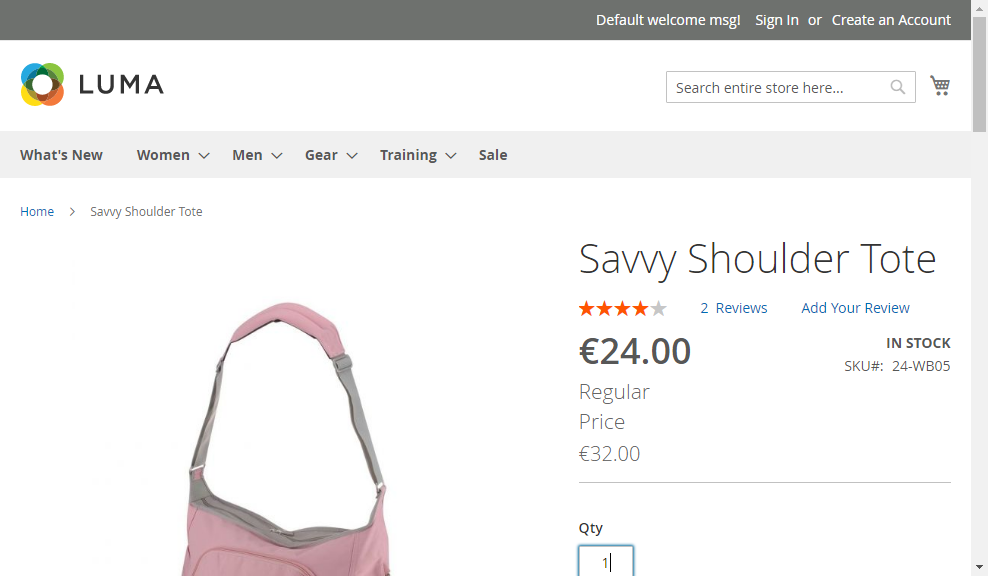 Default welcome msg! Sign In or Create an Account
LUMA
Search entire store here...
What's New Women Men Gear Training Sale
Home Savvy Shoulder Tote
Savvy Shoulder Tote
2 Reviews Add Your Review
€24.00
IN STOCK
SKU#: 24-WB05
Regular
Price
€32.00
Qty
1